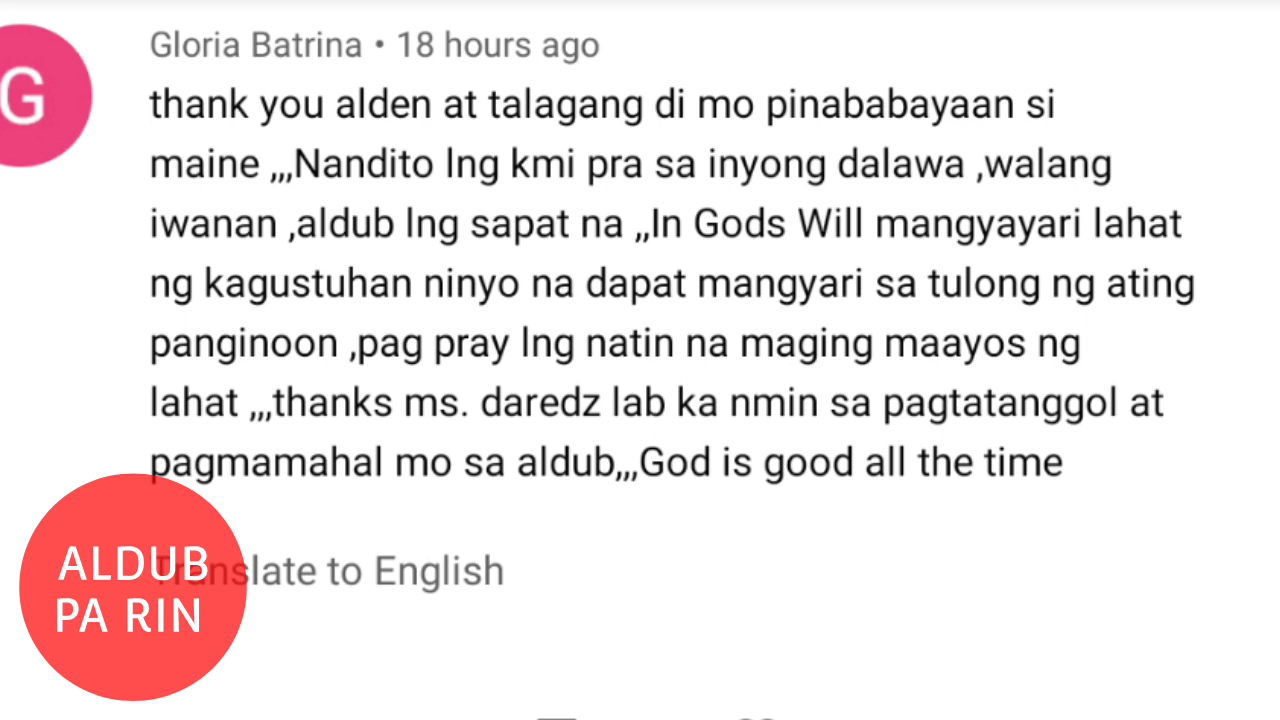 G
Gloria Batrina • 18 hours ago
thank you alden at talagang di mo pinababayaan si
maine ,,,Nandito lng kmi pra sa inyong dalawa ,walang
iwanan ,aldub lng sapat na ,,In Gods Will mangyayari lahat
ng kagustuhan ninyo na dapat mangyari sa tulong ng ating
panginoon ,pag pray lng natin na maging maayos ng
lahat ,,,thanks ms. daredz lab ka nmin sa pagtatanggol at
pagmamahal mo sa aldub,,,God is good all the time
Translate to English
ALDUB
PA RIN